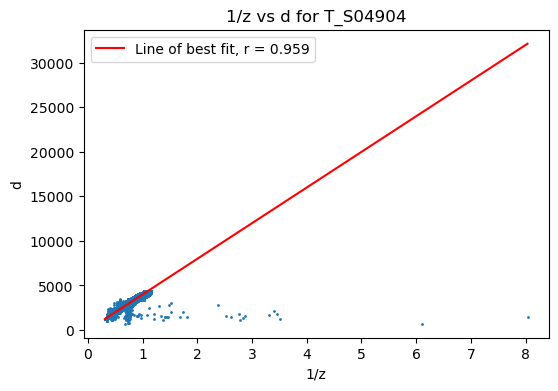 1/z vs d for T_S04904
Line of best fit, r = 0.959
30000
25000
20000
15000
10000
5000
0
d
0 1 2 3 4 5 6 7 8
1/z